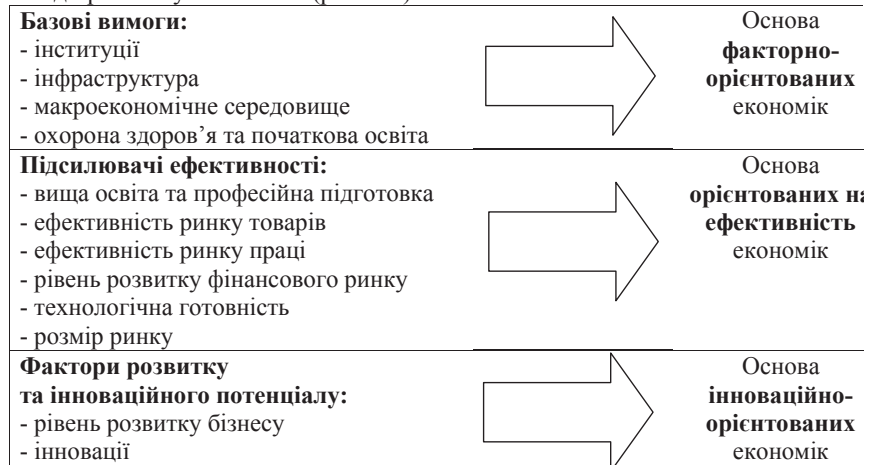 Базові вимоги:
- інституції
- інфраструктура
- макроекономічне середовище
- охорона здоров’я та початкова освіта
Основа
факторно-
орієнтованих
економік
Підсилювачі ефективності:
- вища освіта та професійна підготовка
- ефективність ринку товарів
- ефективність ринку праці
- рівень розвитку фінансового ринку
- технологічна готовність
- розмір ринку
Основа
орієнтованих на
ефективність
економік
Фактори розвитку
та інноваційного потенціалу:
- рівень розвитку бізнесу
- інновації
Основа
інноваційно-
орієнтованих
економік